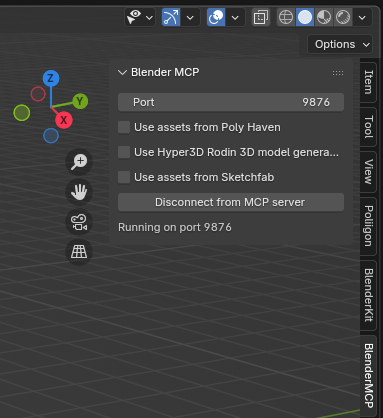 Options
Blender MCP
Port 9876
Use assets from Poly Haven
Use Hyper3D Rodin 3D model genera...
Use assets from Sketchfab
Disconnect from MCP server
Running on port 9876
Z
Y
X
Item
Tool
View
Poliigon
BlenderKit
BlenderMCP